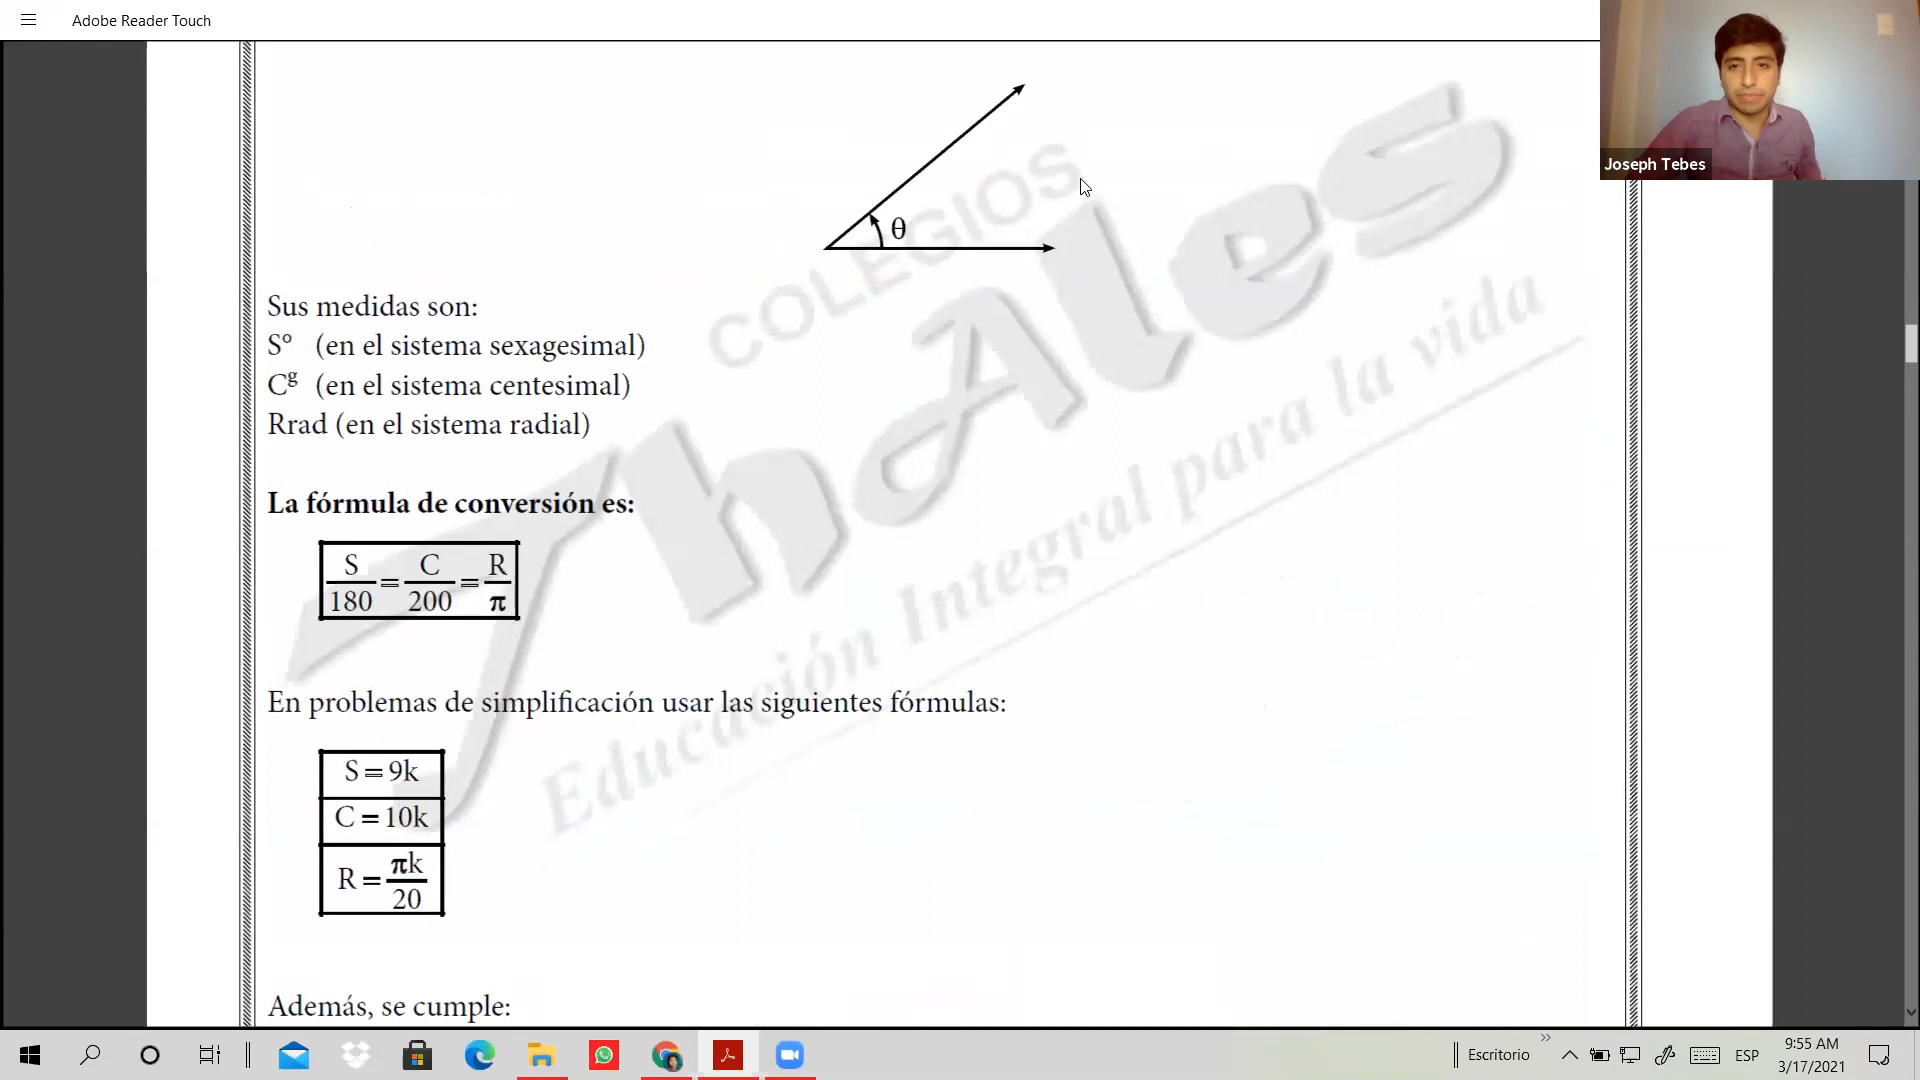 Adobe Reader Touch
Joseph Tebes
θ
COLEGIOS
Thales
Educación Integral para la vida
Sus medidas son:
S° (en el sistema sexagesimal)
Cᵍ (en el sistema centesimal)
Rrad (en el sistema radial)
La fórmula de conversión es:
S/180 = C/200 = R/π
En problemas de simplificación usar las siguientes fórmulas:
S = 9k
C = 10k
R = πk/20
Además, se cumple:
Escritorio
ESP
9:55 AM
3/17/2021